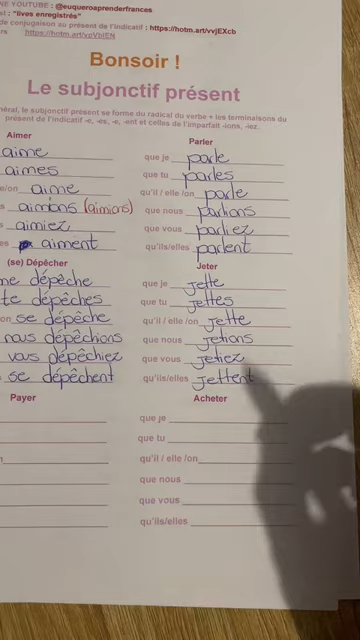 NE YOUTUBE : @euqueroaprenderfrances
: "lives enregistrés"
de conjugaison au présent de l'indicatif : https://hotm.art/vvjEXcb
rs https://hotm.art/vpVbIEN
Bonsoir !
Le subjonctif présent
néral, le subjonctif présent se forme du radical du verbe + les terminaisons du
présent de l'indicatif -e, -es, -e, -ent et celles de l'imparfait -ions, -iez.
Aimer
aime
aimes
e/on aime
s aimions (aimions)
s aimiez
es aiment
Parler
que je parle
que tu parles
qu'il / elle /on parle
que nous parlions
que vous parliez
qu'ils/elles parlent
(se) Dépêcher
me dépêche
te dépêches
on se dépêche
nous dépêchions
vous dépêchiez
se dépêchent
Jeter
que je jette
que tu jettes
qu'il / elle /on jette
que nous jetions
que vous jetiez
qu'ils/elles jettent
Payer
Acheter
que je
que tu
qu'il / elle /on
que nous
que vous
qu'ils/elles